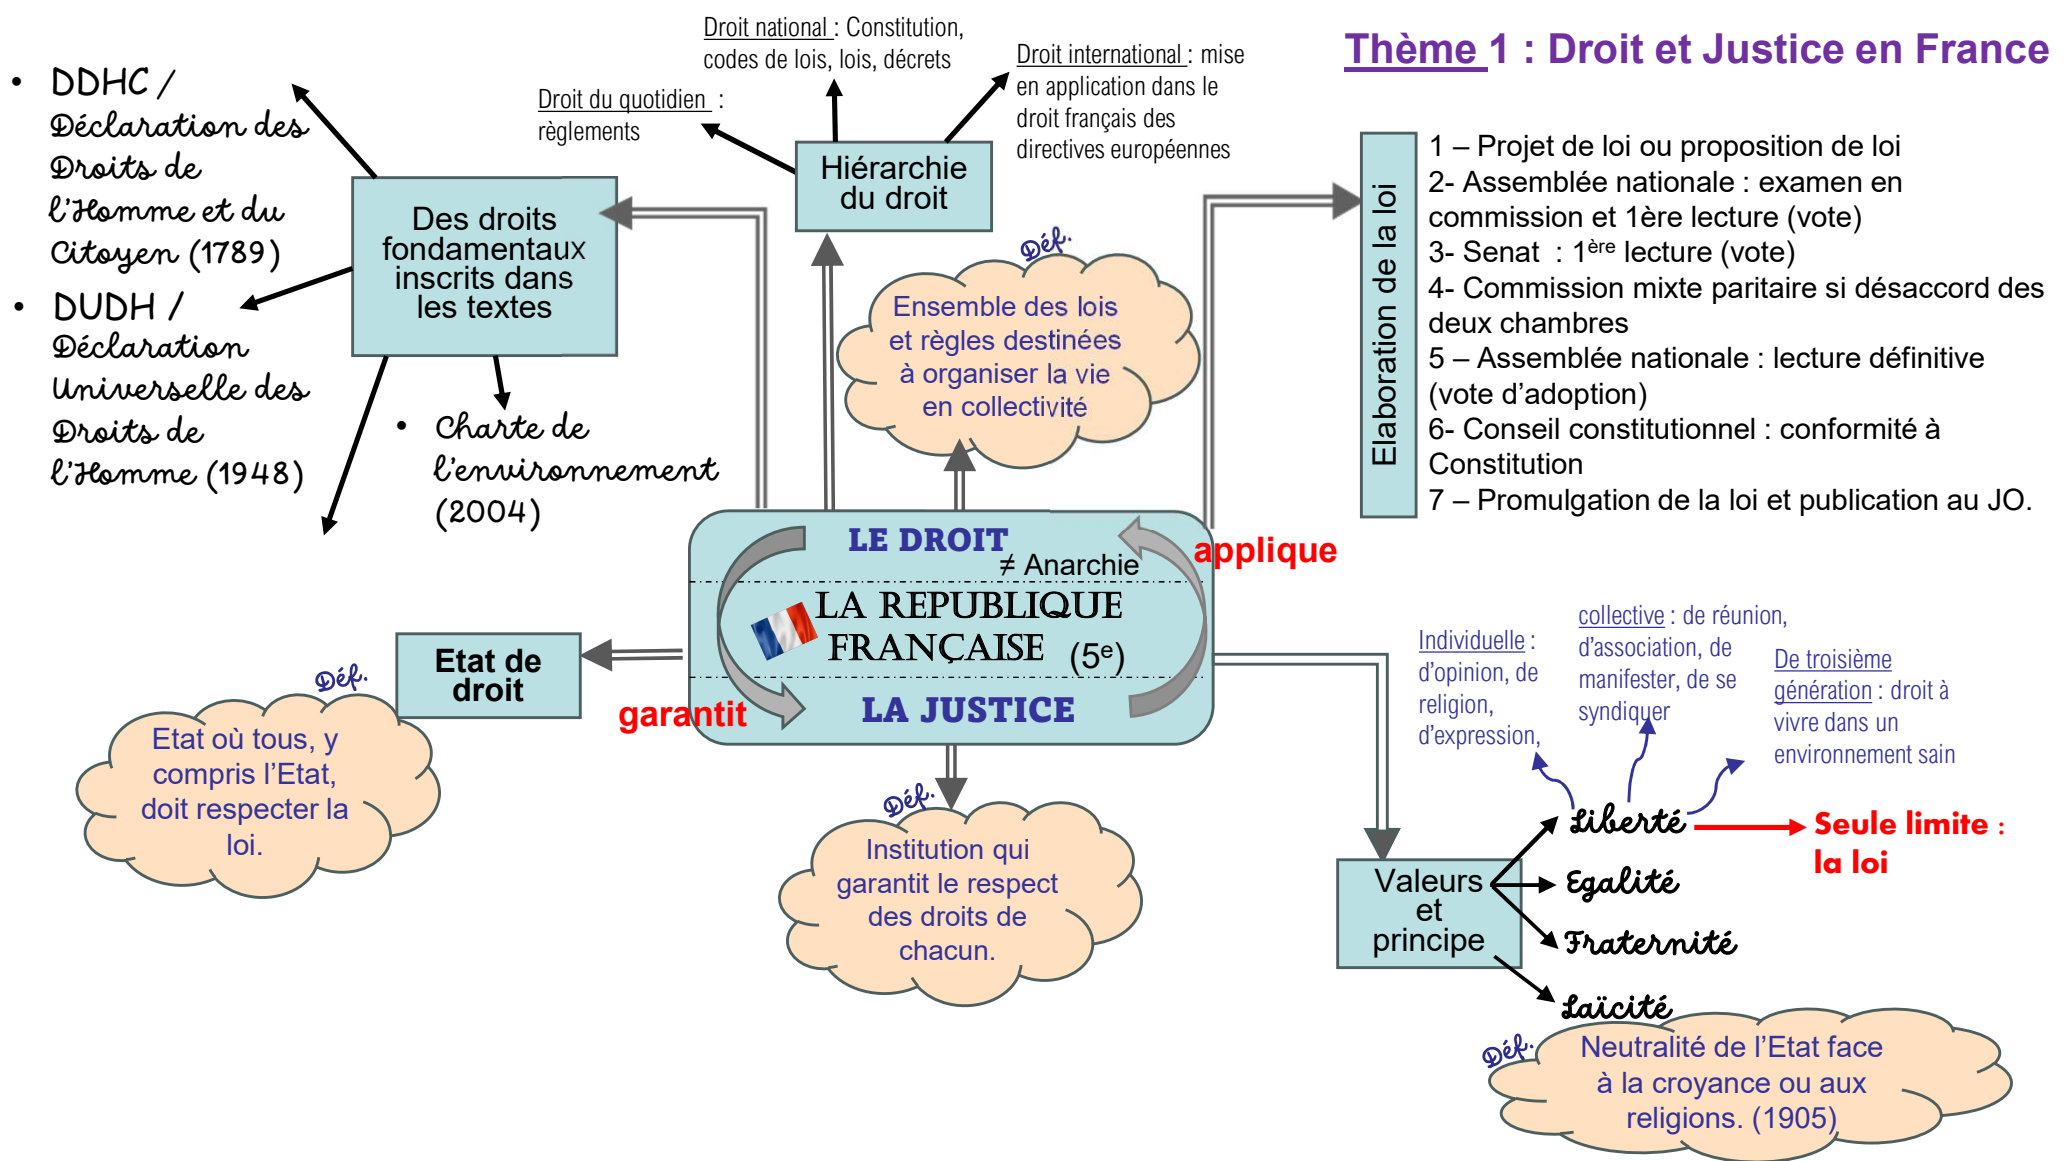 Thème 1 : Droit et Justice en France
Droit national : Constitution,
codes de lois, lois, décrets
Droit international : mise
en application dans le
droit français des
directives européennes
Droit du quotidien :
règlements
Hiérarchie
du droit
• DDHC /
Déclaration des
Droits de
l'Homme et du
Citoyen (1789)
• DUDH /
Déclaration
Universelle des
Droits de
l'Homme (1948)
Des droits
fondamentaux
inscrits dans
les textes
• Charte de
l'environnement
(2004)
Déf.
Ensemble des lois
et règles destinées
à organiser la vie
en collectivité
Elaboration de la loi
1 – Projet de loi ou proposition de loi
2- Assemblée nationale : examen en
commission et 1ère lecture (vote)
3- Senat : 1ère lecture (vote)
4- Commission mixte paritaire si désaccord des
deux chambres
5 – Assemblée nationale : lecture définitive
(vote d'adoption)
6- Conseil constitutionnel : conformité à
Constitution
7 – Promulgation de la loi et publication au JO.
LE DROIT
≠ Anarchie
applique
LA REPUBLIQUE
FRANÇAISE (5e)
LA JUSTICE
garantit
Etat de
droit
Déf.
Etat où tous, y
compris l'Etat,
doit respecter la
loi.
Déf.
Institution qui
garantit le respect
des droits de
chacun.
Individuelle :
d'opinion, de
religion,
d'expression,
collective : de réunion,
d'association, de
manifester, de se
syndiquer
De troisième
génération : droit à
vivre dans un
environnement sain
Valeurs
et
principe
Liberté
Seule limite :
la loi
Egalité
Fraternité
Laïcité
Déf.
Neutralité de l'Etat face
à la croyance ou aux
religions. (1905)